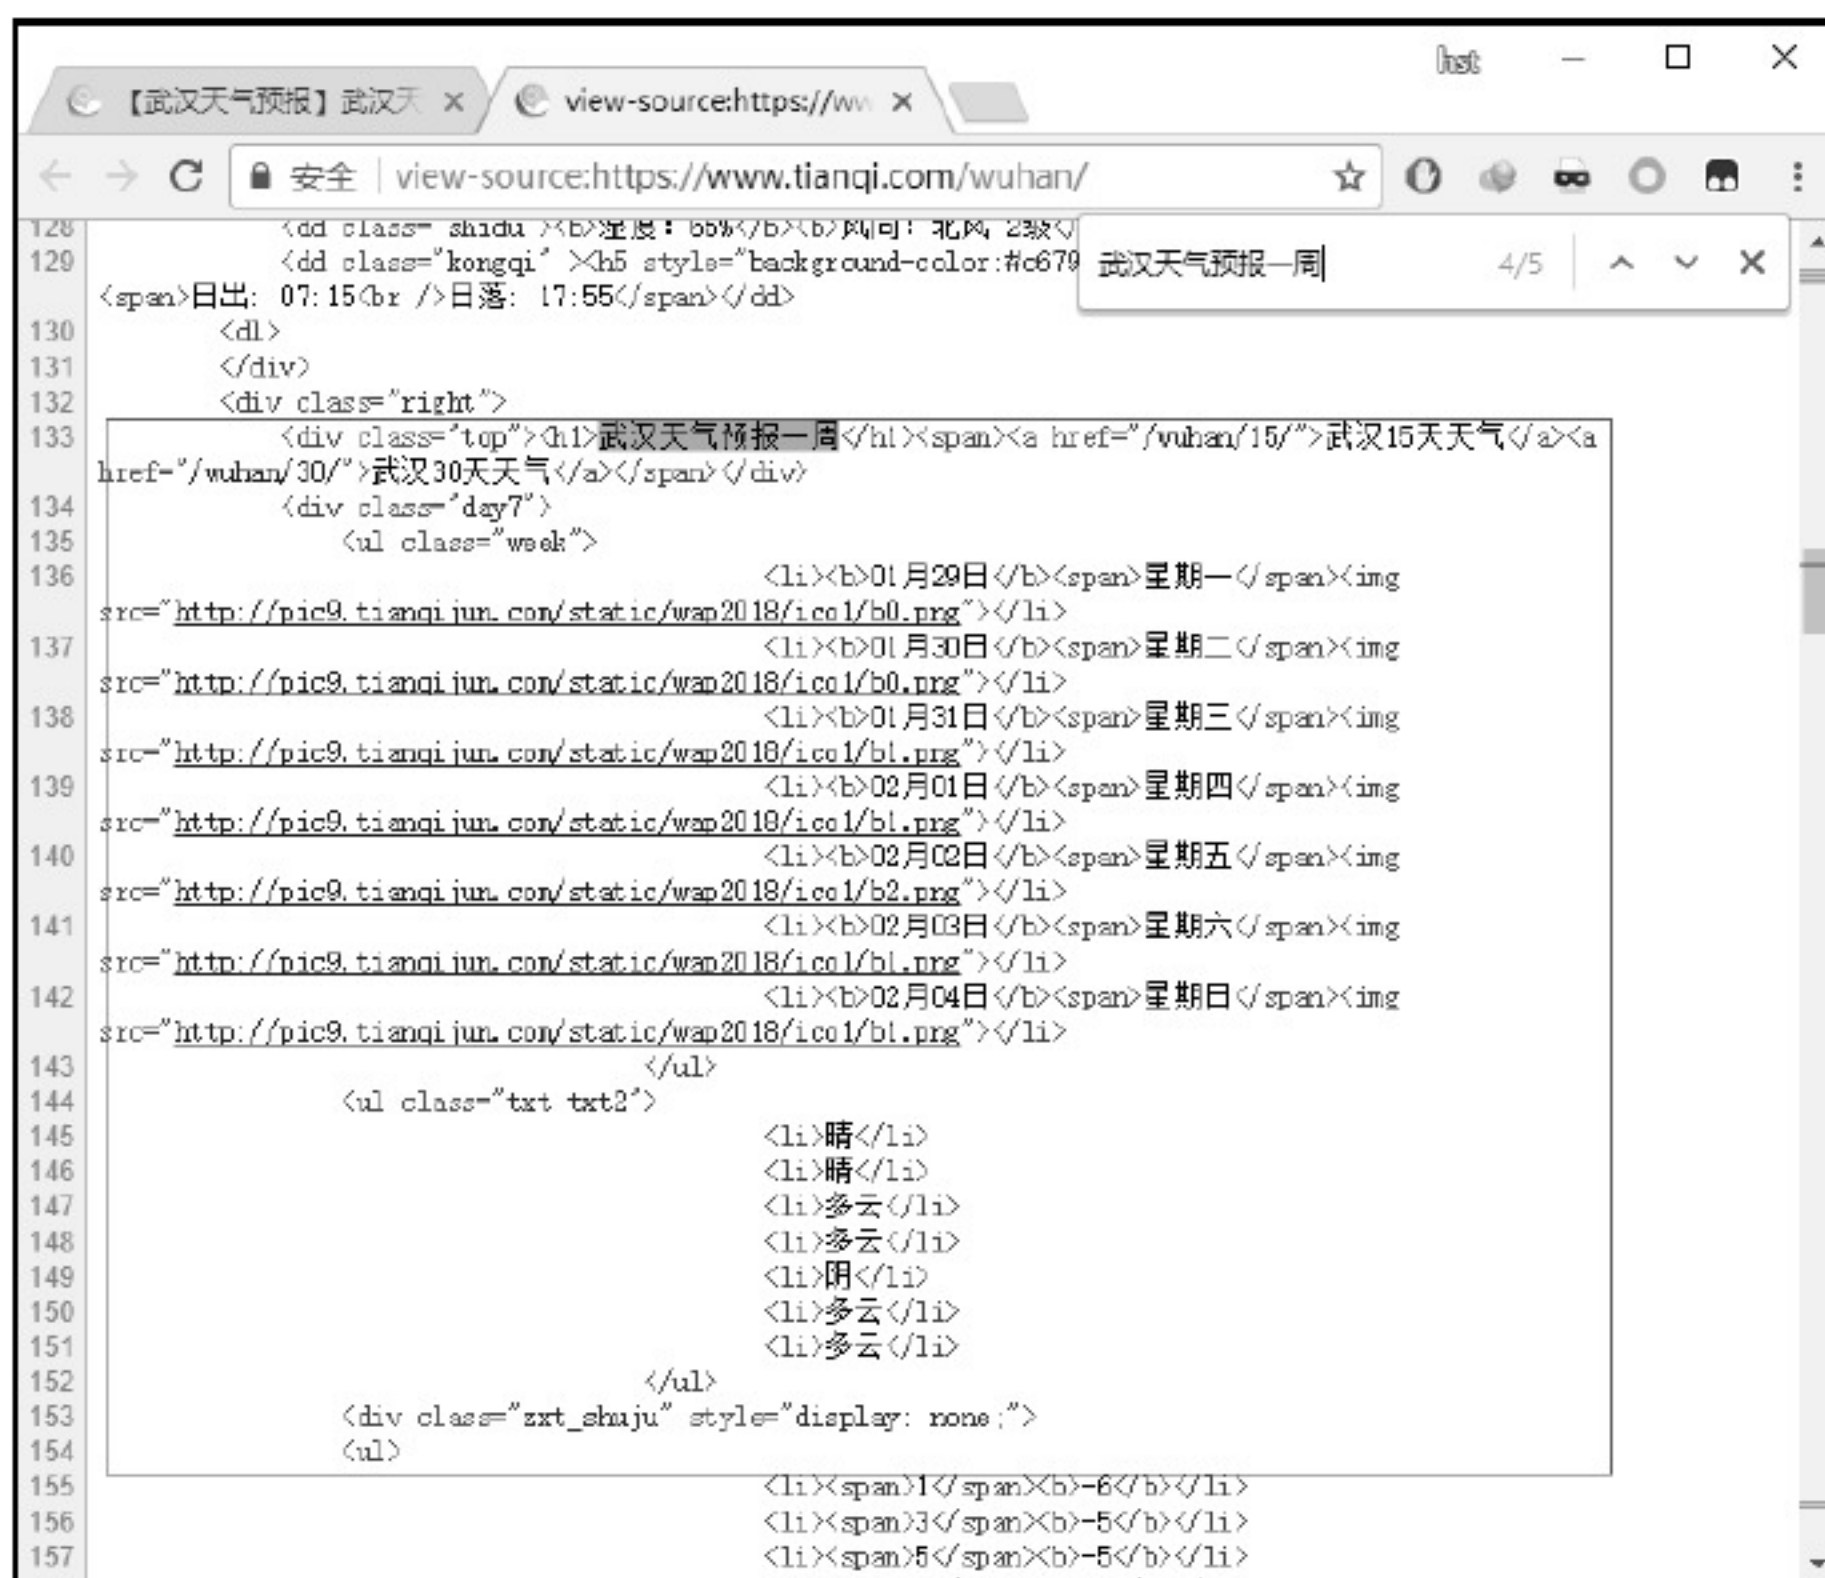 hst
【武汉天气预报】武汉天
view-source:https://ww
安全 view-source:https://www.tianqi.com/wuhan/
武汉天气预报一周 4/5
128 <dd class="shidu"><b>湿度：66%</b><b>风向：北风 2级</
129 <dd class="kongqi" ><h5 style="background-color:#c679
<span>日出: 07:15<br />日落: 17:55</span></dd>
130 <dl>
131 </div>
132 <div class="right">
133 <div class="top"><h1>武汉天气预报一周</h1><span><a href="/wuhan/15/">武汉15天天气</a><a
href="/wuhan/30/">武汉30天天气</a></span></div>
134 <div class="day7">
135 <ul class="week">
136 <li><b>01月29日</b><span>星期一</span><img
src="http://pic9.tianqijun.com/static/wap2018/ico1/b0.png"></li>
137 <li><b>01月30日</b><span>星期二</span><img
src="http://pic9.tianqijun.com/static/wap2018/ico1/b0.png"></li>
138 <li><b>01月31日</b><span>星期三</span><img
src="http://pic9.tianqijun.com/static/wap2018/ico1/b1.png"></li>
139 <li><b>02月01日</b><span>星期四</span><img
src="http://pic9.tianqijun.com/static/wap2018/ico1/b1.png"></li>
140 <li><b>02月02日</b><span>星期五</span><img
src="http://pic9.tianqijun.com/static/wap2018/ico1/b2.png"></li>
141 <li><b>02月03日</b><span>星期六</span><img
src="http://pic9.tianqijun.com/static/wap2018/ico1/b1.png"></li>
142 <li><b>02月04日</b><span>星期日</span><img
src="http://pic9.tianqijun.com/static/wap2018/ico1/b1.png"></li>
143 </ul>
144 <ul class="txt txt2">
145 <li>晴</li>
146 <li>晴</li>
147 <li>多云</li>
148 <li>多云</li>
149 <li>阴</li>
150 <li>多云</li>
151 <li>多云</li>
152 </ul>
153 <div class="zxt_shuju" style="display: none;">
154 <ul>
155 <li><span>1</span><b>-6</b></li>
156 <li><span>3</span><b>-5</b></li>
157 <li><span>5</span><b>-5</b></li>